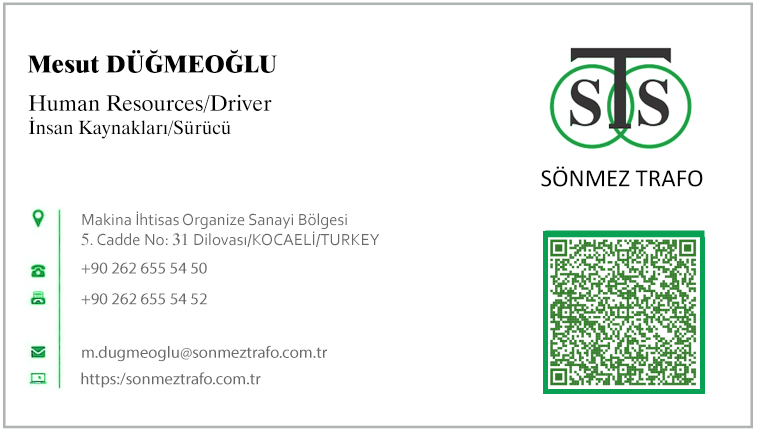 Mesut DÜĞMEOĞLU
Human Resources/Driver
İnsan Kaynakları/Sürücü
STS
SÖNMEZ TRAFO
Makina İhtisas Organize Sanayi Bölgesi
5. Cadde No: 31 Dilovası/KOCAELİ/TURKEY
+90 262 655 54 50
+90 262 655 54 52
m.dugmeoglu@sonmeztrafo.com.tr
https:/sonmeztrafo.com.tr